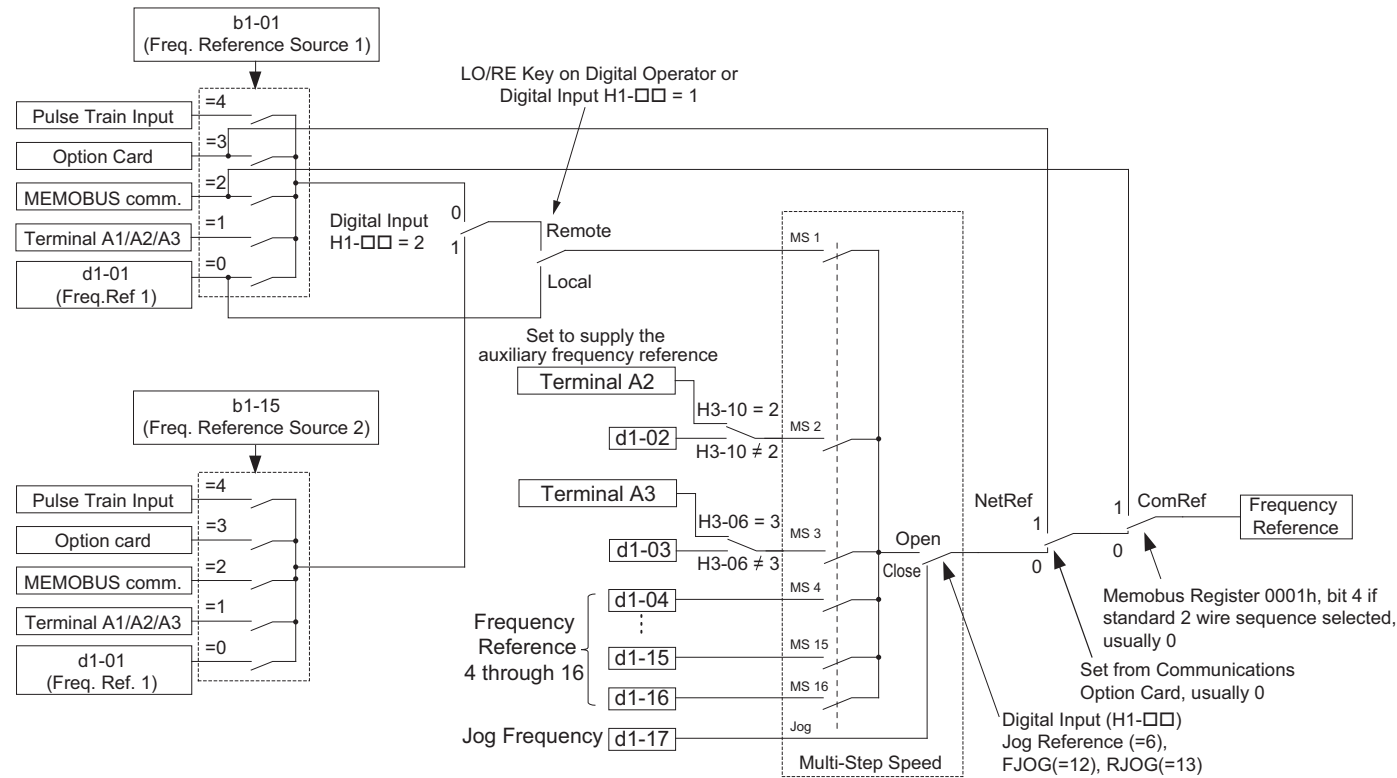 b1-01
(Freq. Reference Source 1)
Pulse Train Input
=4
Option Card
=3
MEMOBUS comm.
=2
Terminal A1/A2/A3
=1
d1-01
(Freq.Ref 1)
=0
LO/RE Key on Digital Operator or
Digital Input H1-□□ = 1
Digital Input
H1-□□ = 2
0
1
Remote
Local
b1-15
(Freq. Reference Source 2)
Pulse Train Input
=4
Option card
=3
MEMOBUS comm.
=2
Terminal A1/A2/A3
=1
d1-01
(Freq. Ref. 1)
=0
MS 1
Set to supply the
auxiliary frequency reference
Terminal A2
H3-10 = 2
d1-02
H3-10 ≠ 2
MS 2
Terminal A3
H3-06 = 3
d1-03
H3-06 ≠ 3
MS 3
Frequency
Reference
4 through 16
d1-04
MS 4
d1-15
MS 15
d1-16
MS 16
Jog Frequency
d1-17
Jog
Multi-Step Speed
Open
Close
NetRef
1
0
1
0
ComRef
Frequency
Reference
Memobus Register 0001h, bit 4 if
standard 2 wire sequence selected,
usually 0
Set from Communications
Option Card, usually 0
Digital Input (H1-□□)
Jog Reference (=6),
FJOG(=12), RJOG(=13)